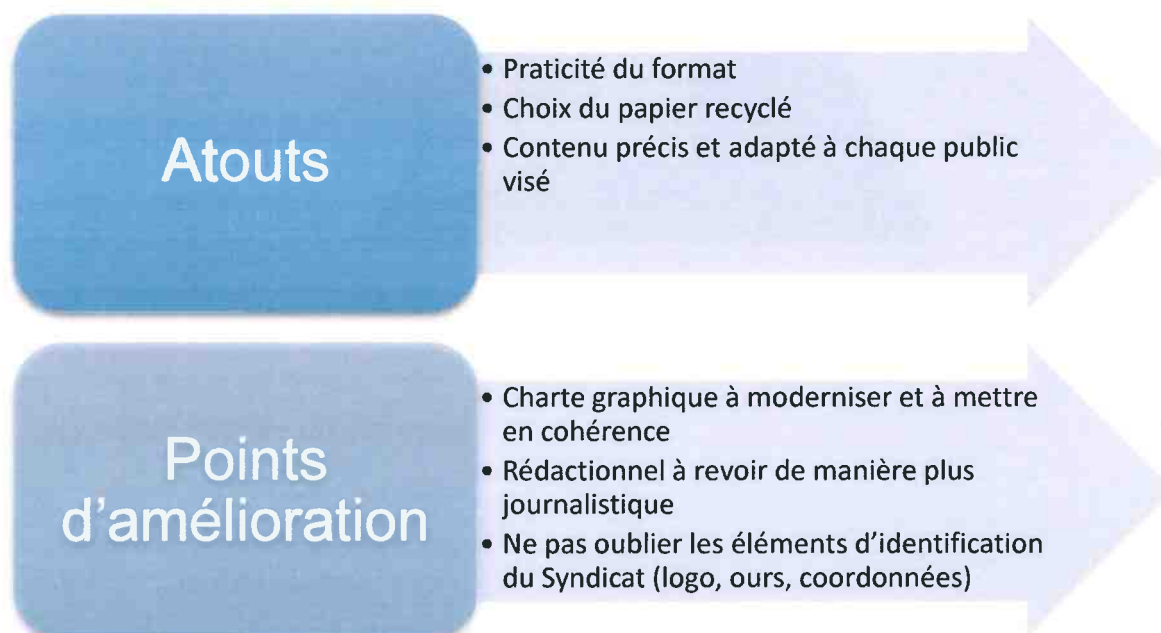 Atouts
• Praticité du format
• Choix du papier recyclé
• Contenu précis et adapté à chaque public
visé
Points
d'amélioration
• Charte graphique à moderniser et à mettre
en cohérence
• Rédactionnel à revoir de manière plus
journalistique
• Ne pas oublier les éléments d'identification
du Syndicat (logo, ours, coordonnées)